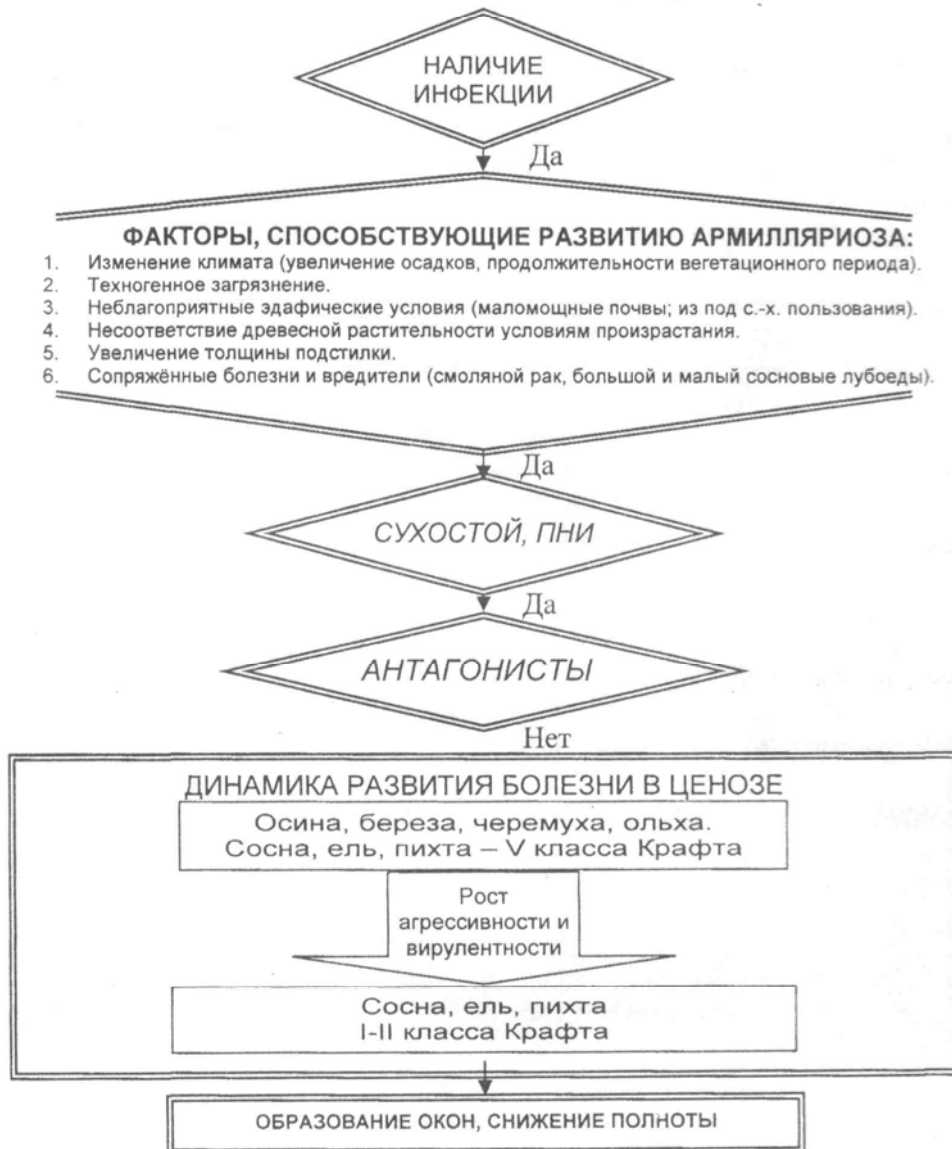 НАЛИЧИЕ
ИНФЕКЦИИ
Да
ФАКТОРЫ, СПОСОБСТВУЮЩИЕ РАЗВИТИЮ АРМИЛЛЯРИОЗА:
1. Изменение климата (увеличение осадков, продолжительности вегетационного периода).
2. Техногенное загрязнение.
3. Неблагоприятные эдафические условия (маломощные почвы; из под с.-х. пользования).
4. Несоответствие древесной растительности условиям произрастания.
5. Увеличение толщины подстилки.
6. Сопряжённые болезни и вредители (смоляной рак, большой и малый сосновые лубоеды).
Да
СУХОСТОЙ, ПНИ
Да
АНТАГОНИСТЫ
Нет
ДИНАМИКА РАЗВИТИЯ БОЛЕЗНИ В ЦЕНОЗЕ
Осина, береза, черемуха, ольха.
Сосна, ель, пихта – V класса Крафта
Рост
агрессивности и
вирулентности
Сосна, ель, пихта
I-II класса Крафта
ОБРАЗОВАНИЕ ОКОН, СНИЖЕНИЕ ПОЛНОТЫ